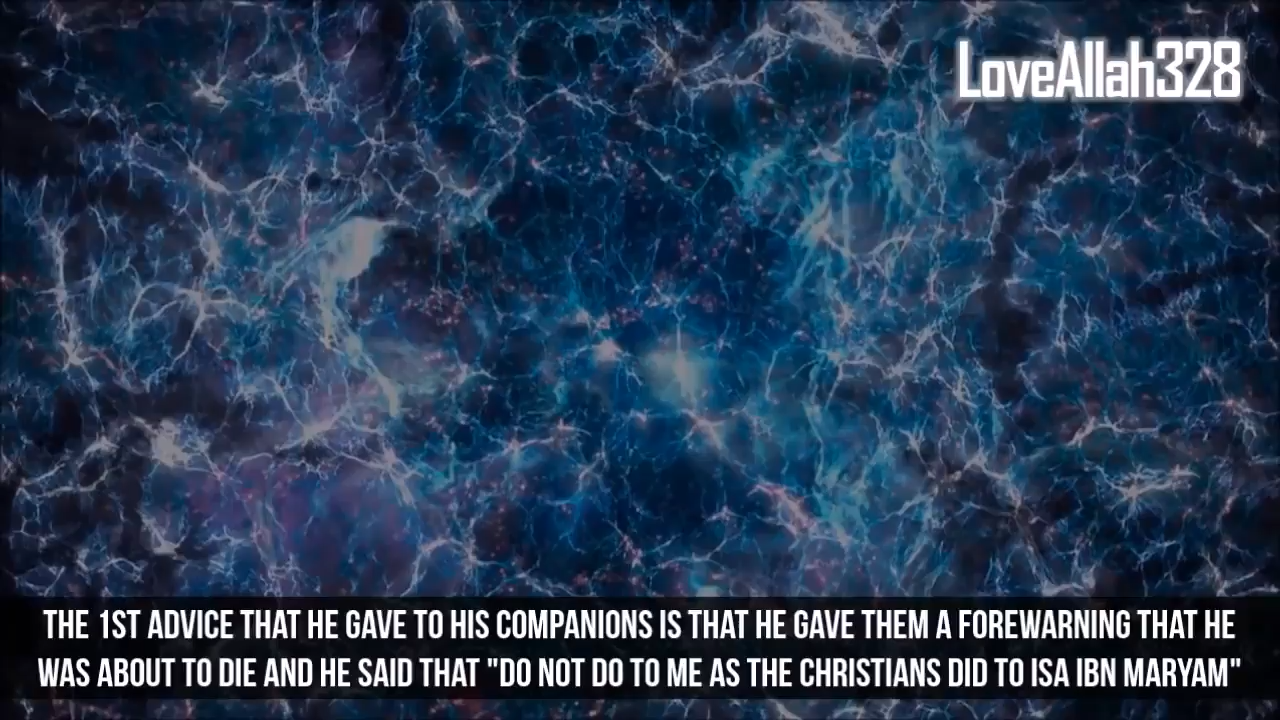 LoveAllah328
THE 1ST ADVICE THAT HE GAVE TO HIS COMPANIONS IS THAT HE GAVE THEM A FOREWARNING THAT HE
WAS ABOUT TO DIE AND HE SAID THAT "DO NOT DO TO ME AS THE CHRISTIANS DID TO ISA IBN MARYAM"